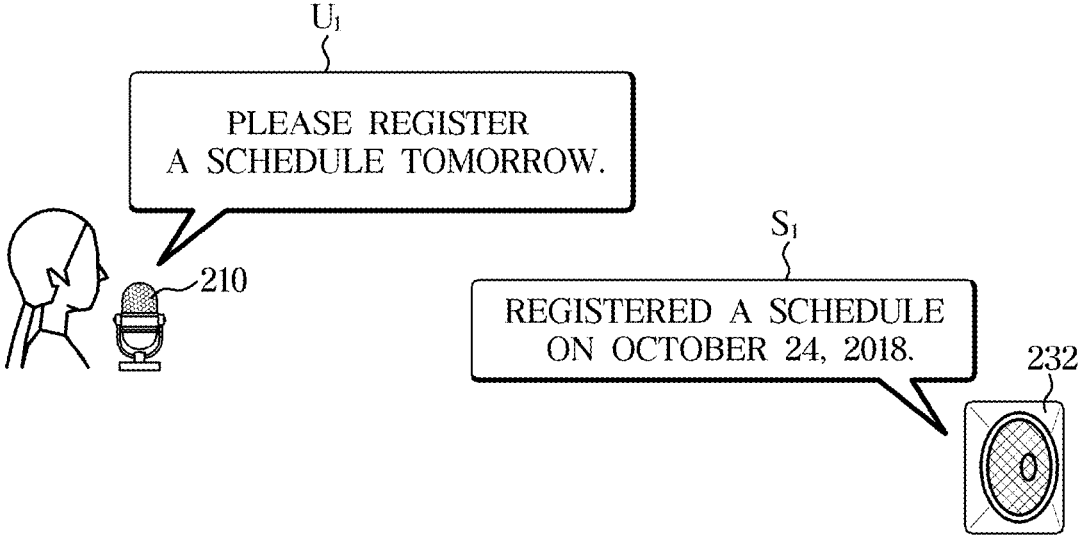 U₁
PLEASE REGISTER
A SCHEDULE TOMORROW.
210
S₁
REGISTERED A SCHEDULE
ON OCTOBER 24, 2018.
232